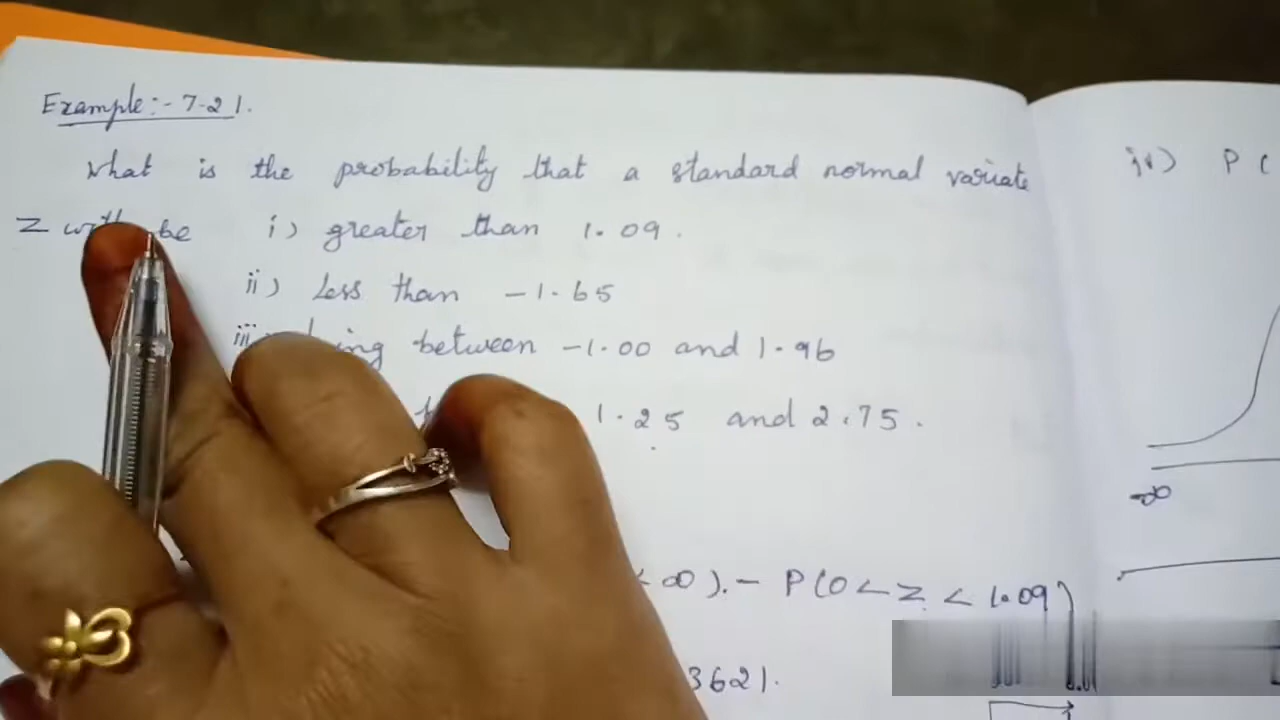 Example:- 7.21.
What is the probability that a standard normal variate
Z be i) greater than 1.09.
ii) less than -1.65
between -1.00 and 1.96
1.25 and 2.75.
< ∞). - P(0 < Z < 1.09)
3621.
iv) P(
-∞